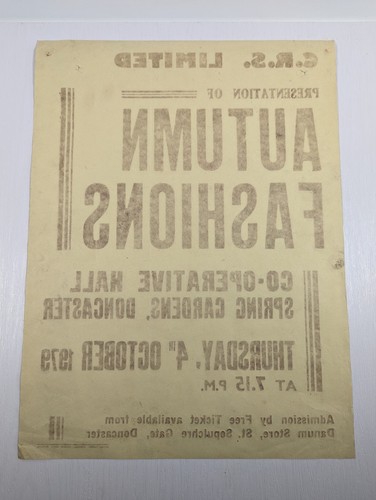 C.R.S. LIMITED
PRESENTATION OF
AUTUMN
FASHIONS
CO-OPERATIVE HALL
SPRING GARDENS, DONCASTER
THURSDAY, 4TH OCTOBER 1979
AT 7.15 P.M.
Admission by Free Ticket available from
Danum Store, St. Sepulchre Gate, Doncaster